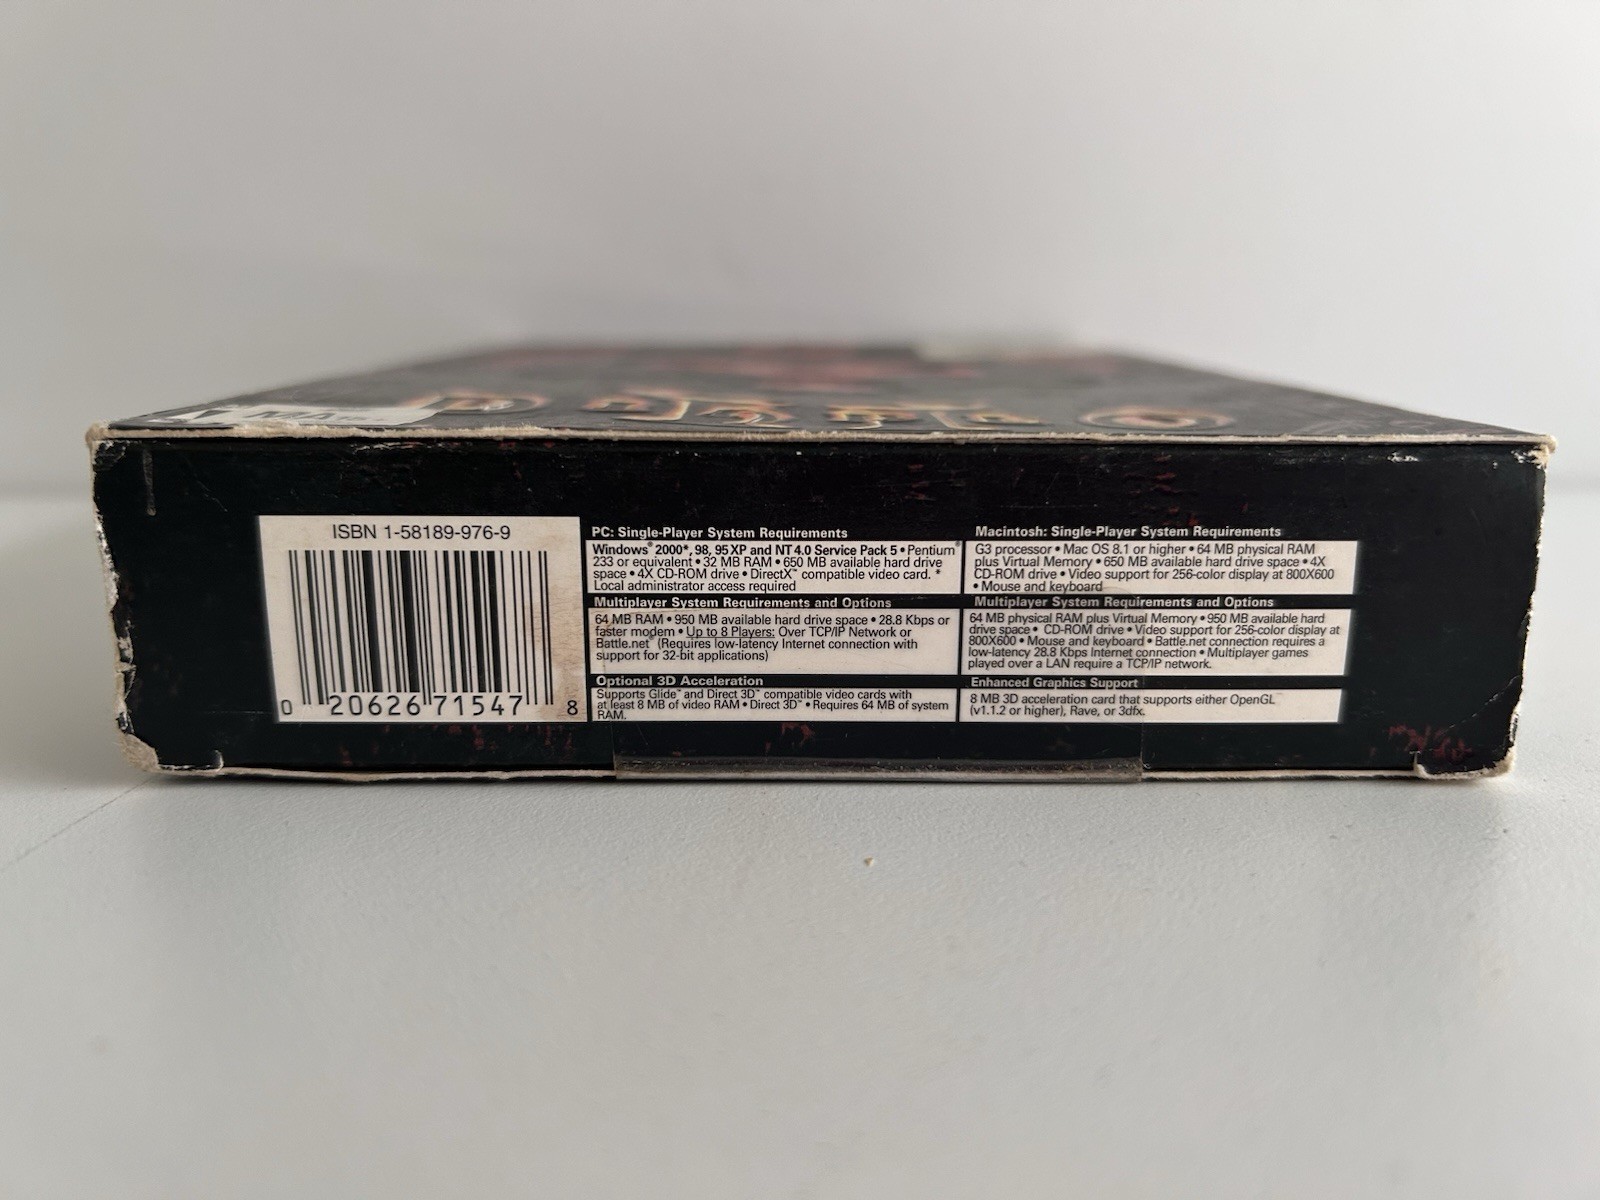 DIABLO
ISBN 1-58189-976-9
0 20626 71547 8
PC: Single-Player System Requirements
Windows® 2000*, 98, 95 XP and NT 4.0 Service Pack 5 • Pentium®
233 or equivalent • 32 MB RAM • 650 MB available hard drive
space • 4X CD-ROM drive • DirectX™ compatible video card. *
Local administrator access required
Multiplayer System Requirements and Options
64 MB RAM • 950 MB available hard drive space • 28.8 Kbps or
faster modem • Up to 8 Players: Over TCP/IP Network or
Battle.net® (Requires low-latency Internet connection with
support for 32-bit applications)
Optional 3D Acceleration
Supports Glide™ and Direct 3D™ compatible video cards with
at least 8 MB of video RAM • Direct 3D™ • Requires 64 MB of system
RAM.
Macintosh: Single-Player System Requirements
G3 processor • Mac OS 8.1 or higher • 64 MB physical RAM
plus Virtual Memory • 650 MB available hard drive space • 4X
CD-ROM drive • Video support for 256-color display at 800X600
• Mouse and keyboard
Multiplayer System Requirements and Options
64 MB physical RAM plus Virtual Memory • 950 MB available hard
drive space • CD-ROM drive • Video support for 256-color display at
800X600 • Mouse and keyboard • Battle.net connection requires a
low-latency 28.8 Kbps Internet connection • Multiplayer games
played over a LAN require a TCP/IP network.
Enhanced Graphics Support
8 MB 3D acceleration card that supports either OpenGL™
(v1.1.2 or higher), Rave, or 3dfx.